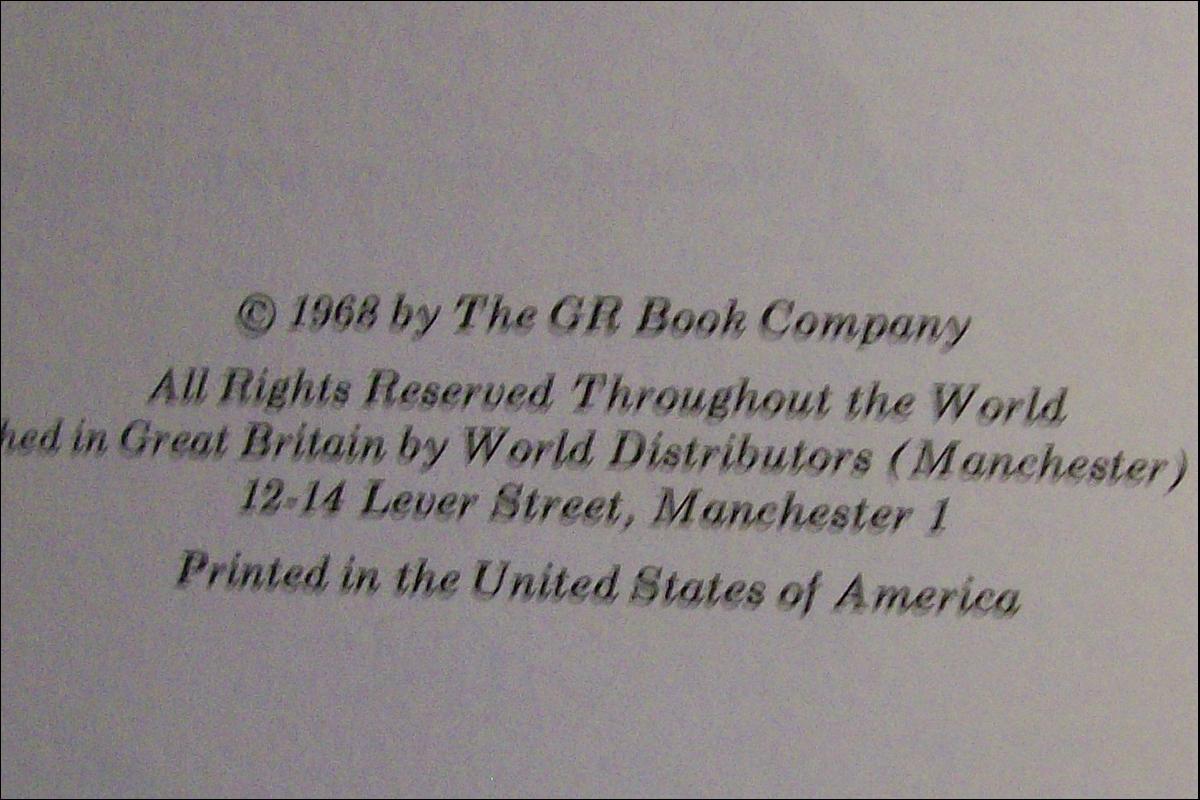 © 1968 by The GR Book Company
All Rights Reserved Throughout the World
hed in Great Britain by World Distributors (Manchester)
12-14 Lever Street, Manchester 1
Printed in the United States of America